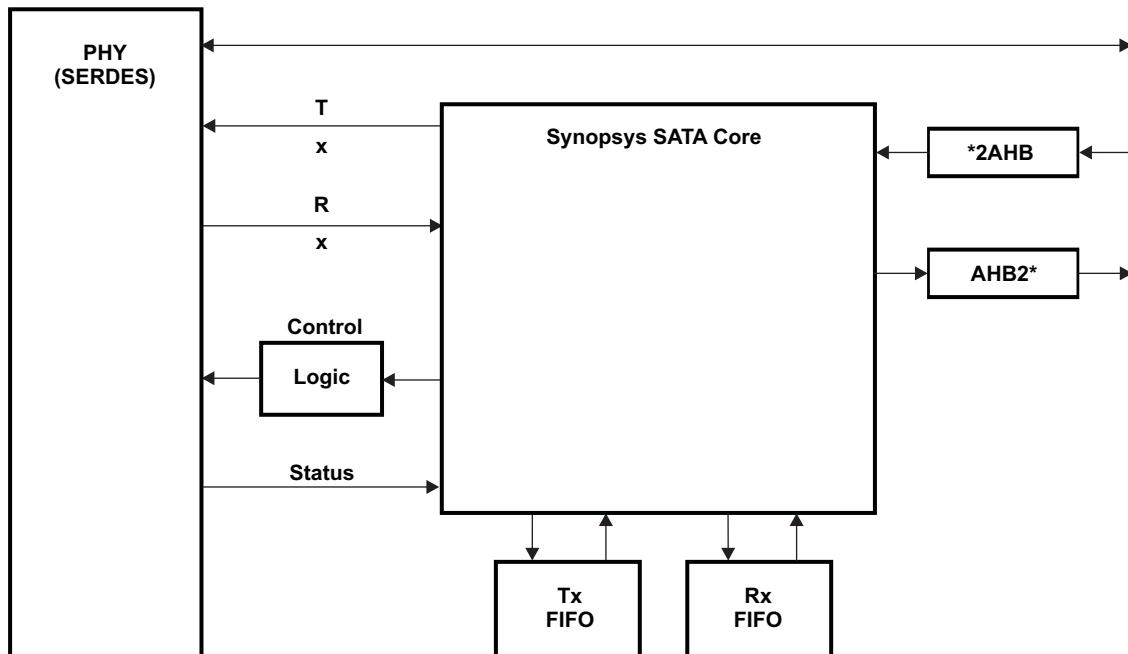 PHY
(SERDES)
T
x
Synopsys SATA Core
*2AHB
R
x
AHB2*
Control
Logic
Status
Tx
FIFO
Rx
FIFO